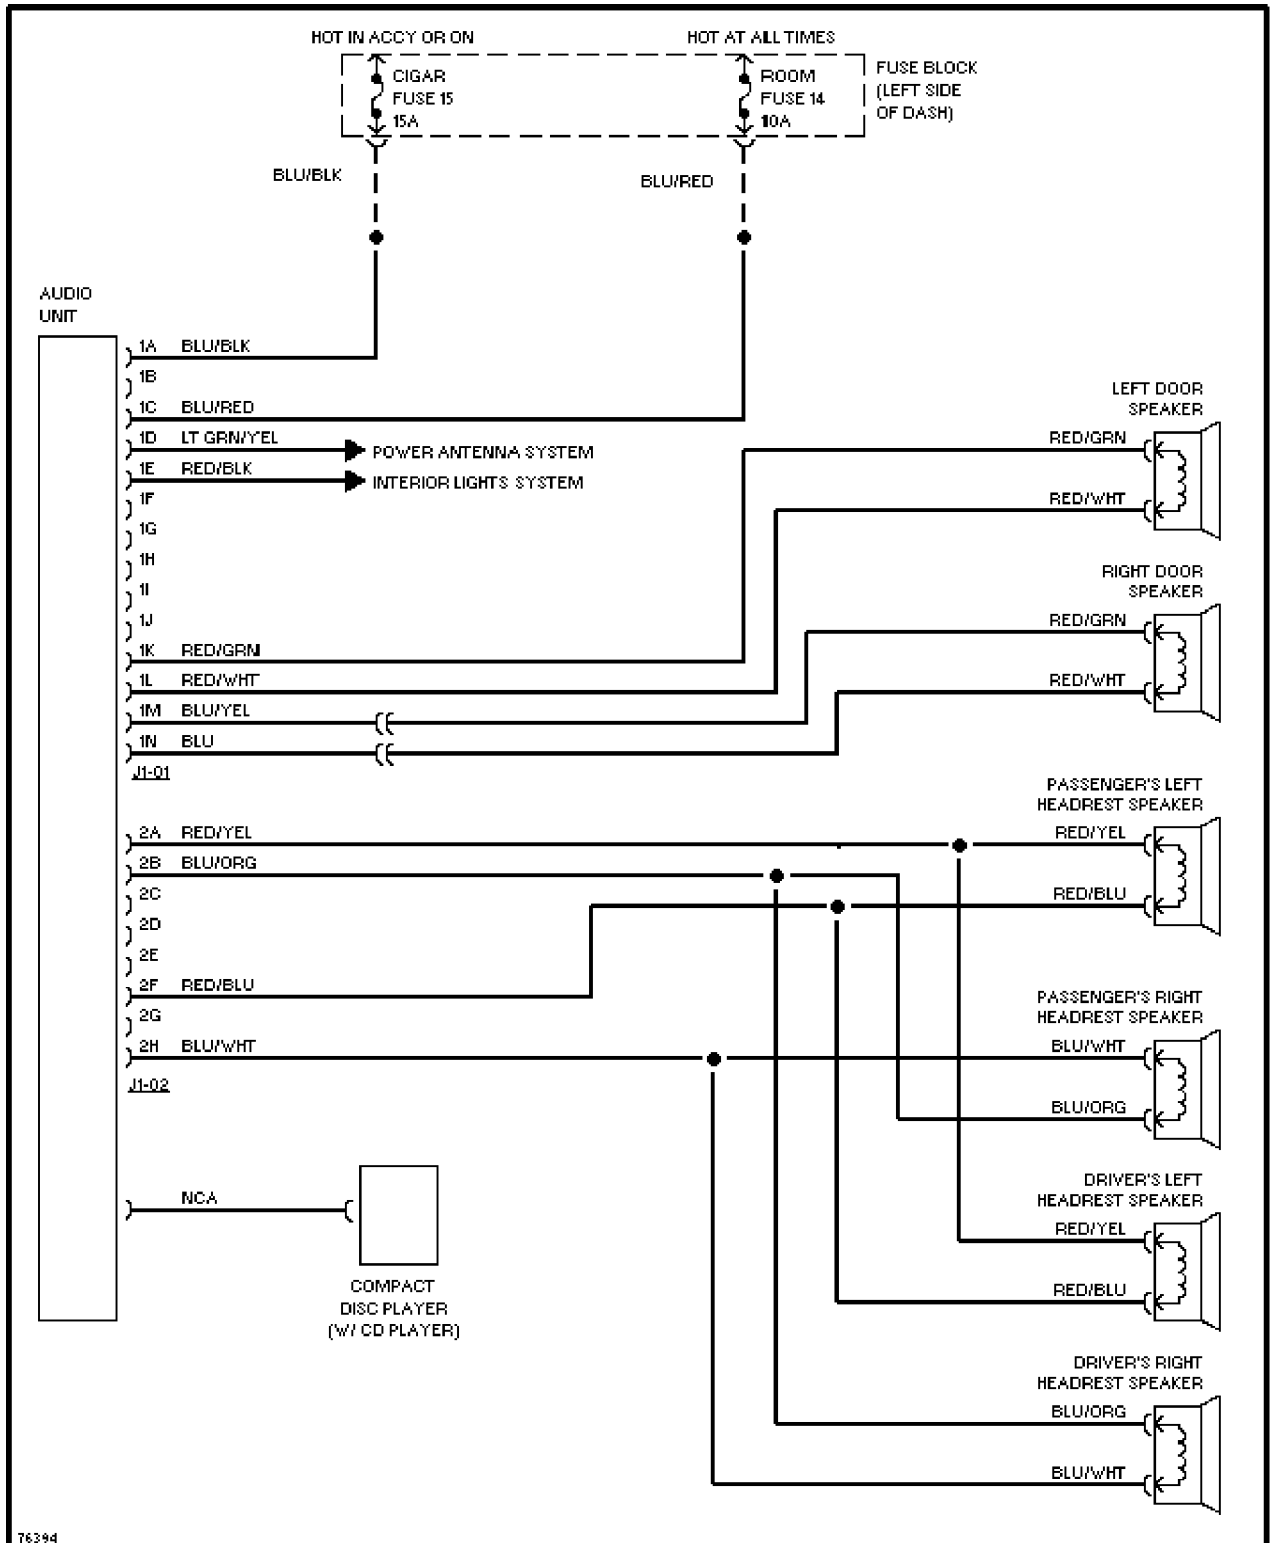 HOT IN ACCY OR ON
HOT AT ALL TIMES
CIGAR
FUSE 15
15A
ROOM
FUSE 14
10A
FUSE BLOCK
(LEFT SIDE
OF DASH)
BLU/BLK
BLU/RED
AUDIO
UNIT
1A BLU/BLK
1B
1C BLU/RED
1D LT GRN/YEL
POWER ANTENNA SYSTEM
1E RED/BLK
INTERIOR LIGHTS SYSTEM
1F
1G
1H
1I
1J
1K RED/GRN
1L RED/WHT
1M BLU/YEL
1N BLU
J1-01
LEFT DOOR
SPEAKER
RED/GRN
RED/WHT
RIGHT DOOR
SPEAKER
RED/GRN
RED/WHT
2A RED/YEL
2B BLU/ORG
2C
2D
2E
2F RED/BLU
2G
2H BLU/WHT
J1-02
PASSENGER'S LEFT
HEADREST SPEAKER
RED/YEL
RED/BLU
PASSENGER'S RIGHT
HEADREST SPEAKER
BLU/WHT
BLU/ORG
NCA
COMPACT
DISC PLAYER
(W/ CD PLAYER)
DRIVER'S LEFT
HEADREST SPEAKER
RED/YEL
RED/BLU
DRIVER'S RIGHT
HEADREST SPEAKER
BLU/ORG
BLU/WHT
76394